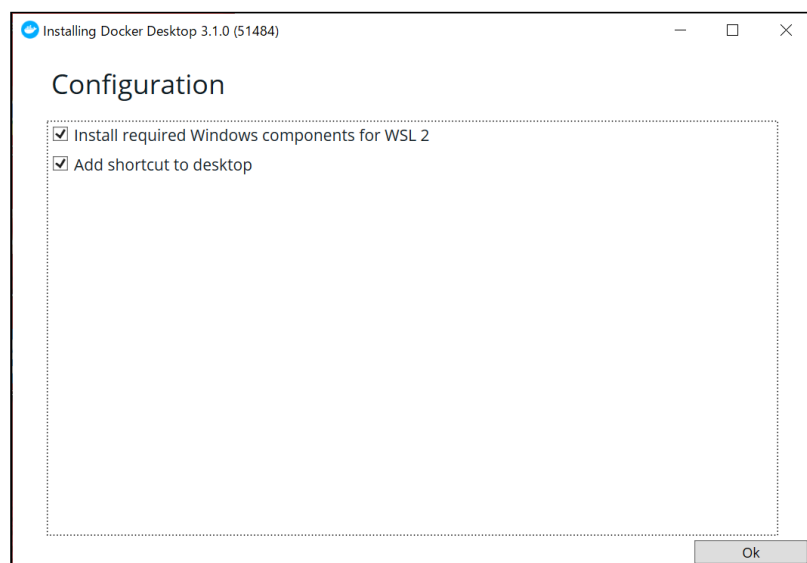 Installing Docker Desktop 3.1.0 (51484)
Configuration
Install required Windows components for WSL 2
Add shortcut to desktop
Ok